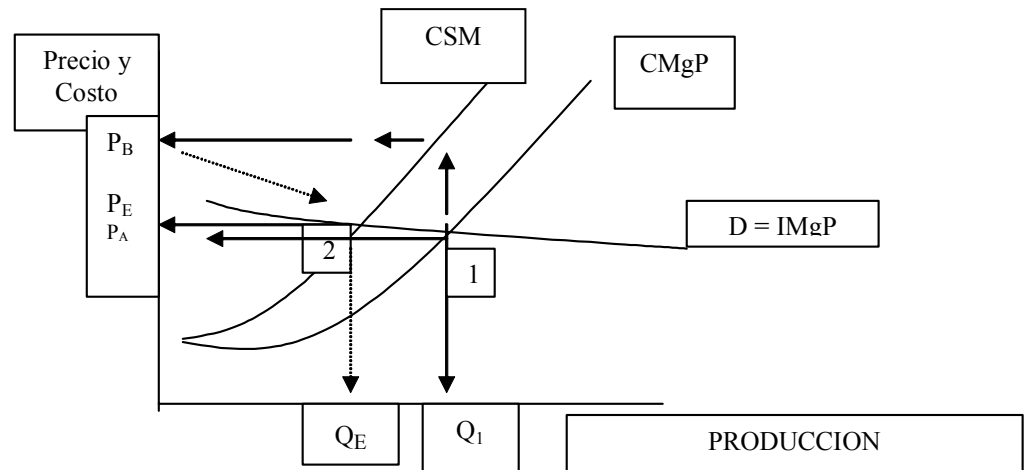 CSM
CMgP
Precio y
Costo
P_B
P_E
P_A
D = IMgP
2
1
Q_E
Q_1
PRODUCCION